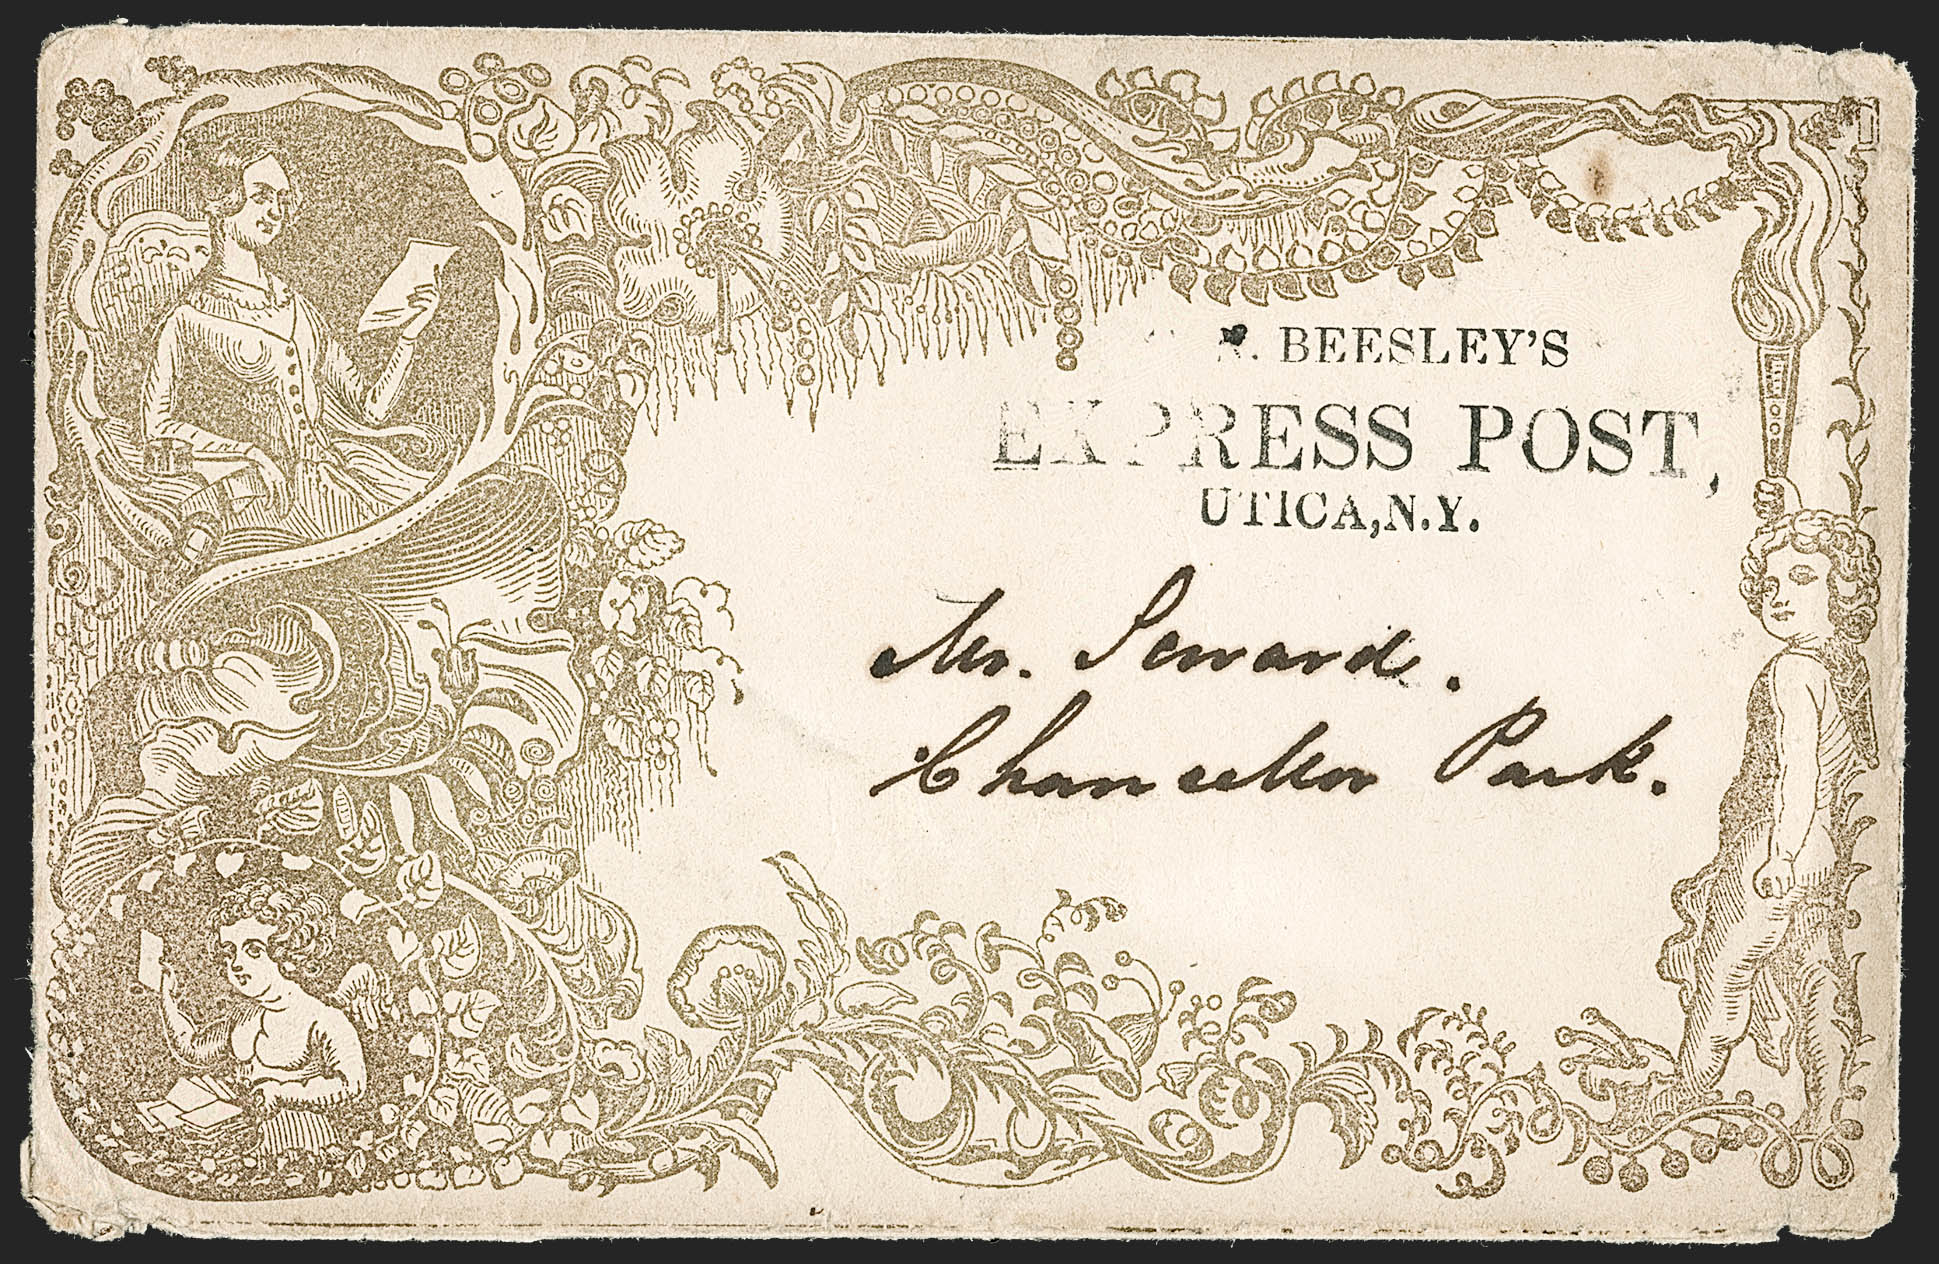 BEESLEY'S
EXPRESS POST,
UTICA, N.Y.
Mr. Seward.
Chancellor Park.